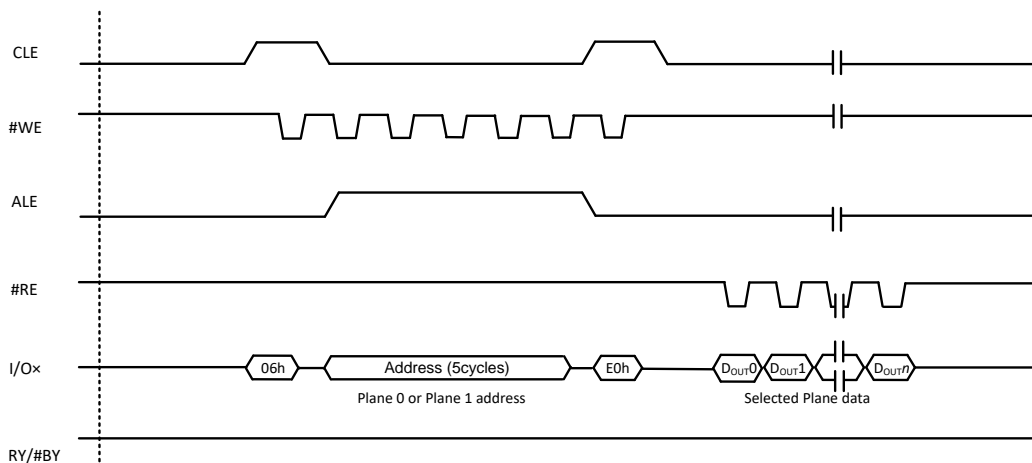 CLE
#WE
ALE
#RE
I/O×
06h
Address (5cycles)
E0h
DOUT0
DOUT1
DOUTn
Plane 0 or Plane 1 address
Selected Plane data
RY/#BY